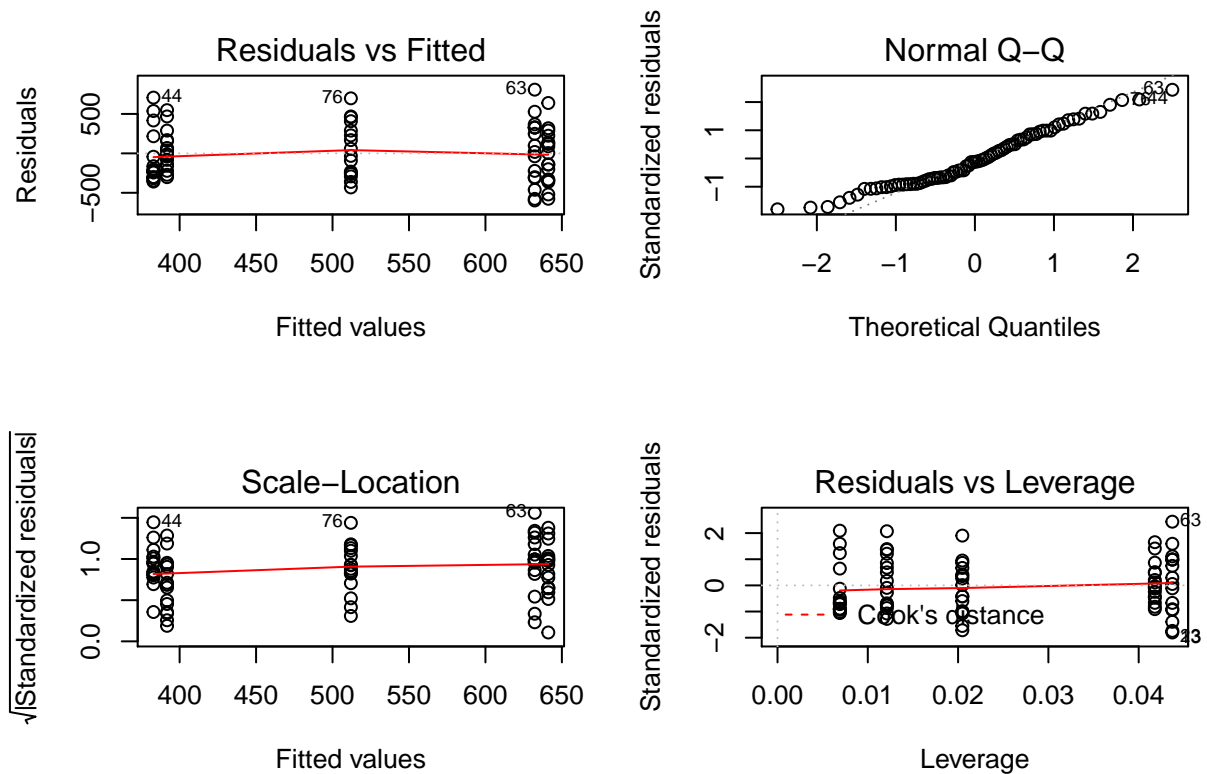 Residuals vs Fitted
Residuals
500
−500
44
76
63
400 450 500 550 600 650
Fitted values
Normal Q−Q
Standardized residuals
1
−1
63
44
−2 −1 0 1 2
Theoretical Quantiles
Scale−Location
√|Standardized residuals|
1.0
0.0
44
76
63
400 450 500 550 600 650
Fitted values
Residuals vs Leverage
Standardized residuals
2
0
−2
63
Cook's distance
0.00 0.01 0.02 0.03 0.04
Leverage